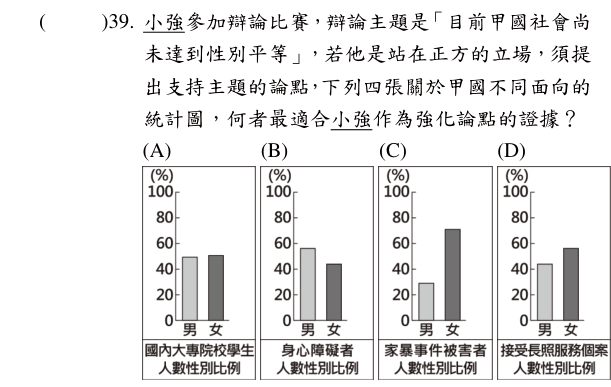 (　　)39. 小強參加辯論比賽，辯論主題是「目前甲國社會尚
未達到性別平等」，若他是站在正方的立場，須提
出支持主題的論點，下列四張關於甲國不同面向的
統計圖，何者最適合小強作為強化論點的證據？
(A) (B) (C) (D)
(%) (%) (%) (%)
100 100 100 100
80 80 80 80
60 60 60 60
40 40 40 40
20 20 20 20
0 0 0 0
男 女 男 女 男 女 男 女
國內大專院校學生 身心障礙者 家暴事件被害者 接受長照服務個案
人數性別比例 人數性別比例 人數性別比例 人數性別比例